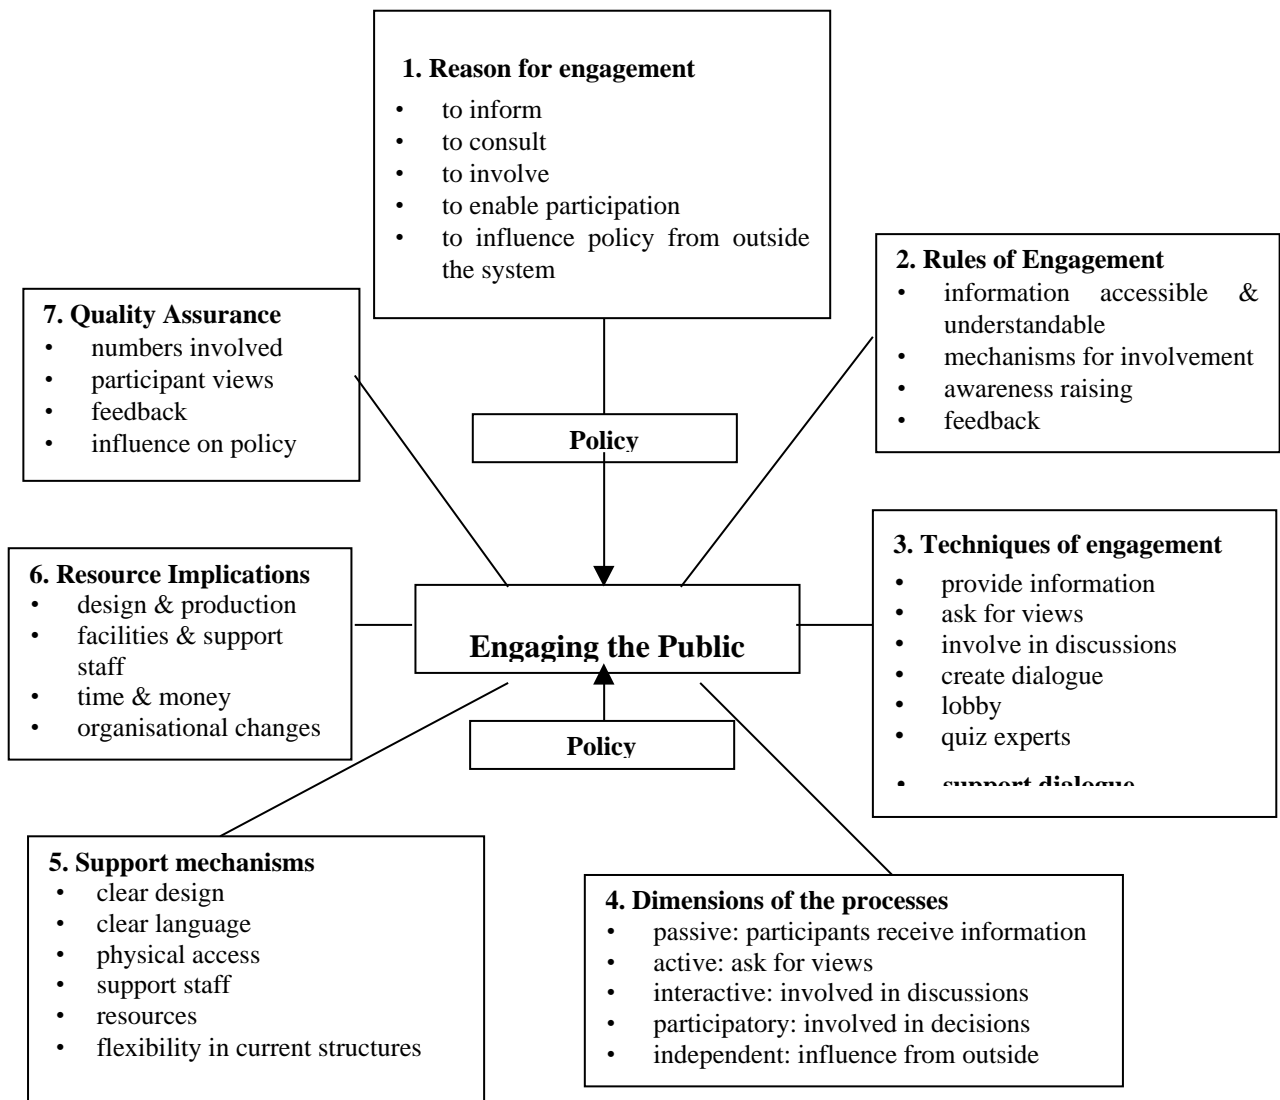 1. Reason for engagement
• to inform
• to consult
• to involve
• to enable participation
• to influence policy from outside
the system
2. Rules of Engagement
• information accessible &
understandable
• mechanisms for involvement
• awareness raising
• feedback
7. Quality Assurance
• numbers involved
• participant views
• feedback
• influence on policy
Policy
3. Techniques of engagement
• provide information
• ask for views
• involve in discussions
• create dialogue
• lobby
• quiz experts
• support dialogue
6. Resource Implications
• design & production
• facilities & support
staff
• time & money
• organisational changes
Engaging the Public
Policy
5. Support mechanisms
• clear design
• clear language
• physical access
• support staff
• resources
• flexibility in current structures
4. Dimensions of the processes
• passive: participants receive information
• active: ask for views
• interactive: involved in discussions
• participatory: involved in decisions
• independent: influence from outside